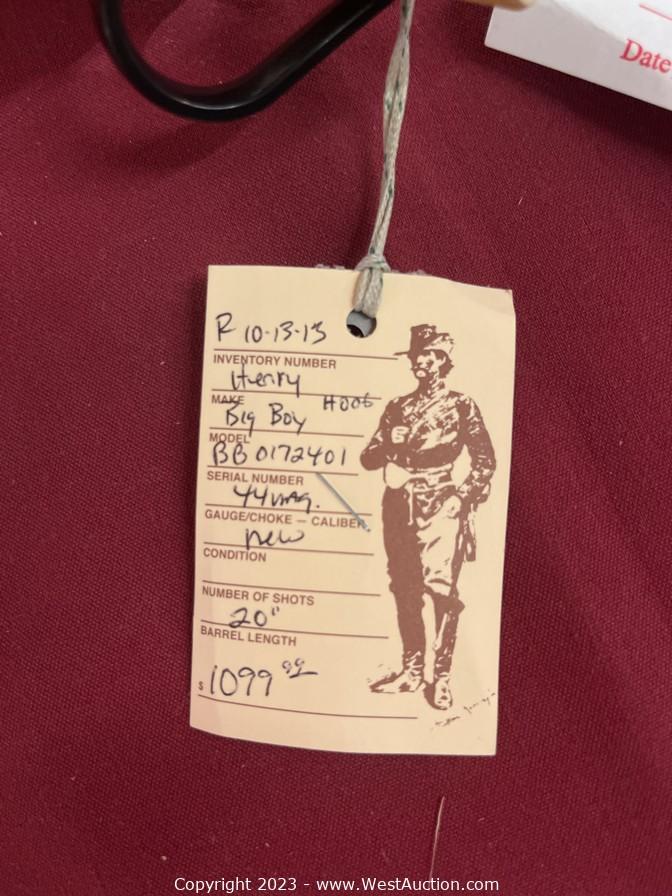 Date
R 10-13-13
INVENTORY NUMBER
Henry
MAKE
H006
Big Boy
MODEL
BB0172401
SERIAL NUMBER
44 mag.
GAUGE/CHOKE — CALIBER
new
CONDITION
NUMBER OF SHOTS
20"
BARREL LENGTH
$ 1099 99
Copyright 2023 - www.WestAuction.com